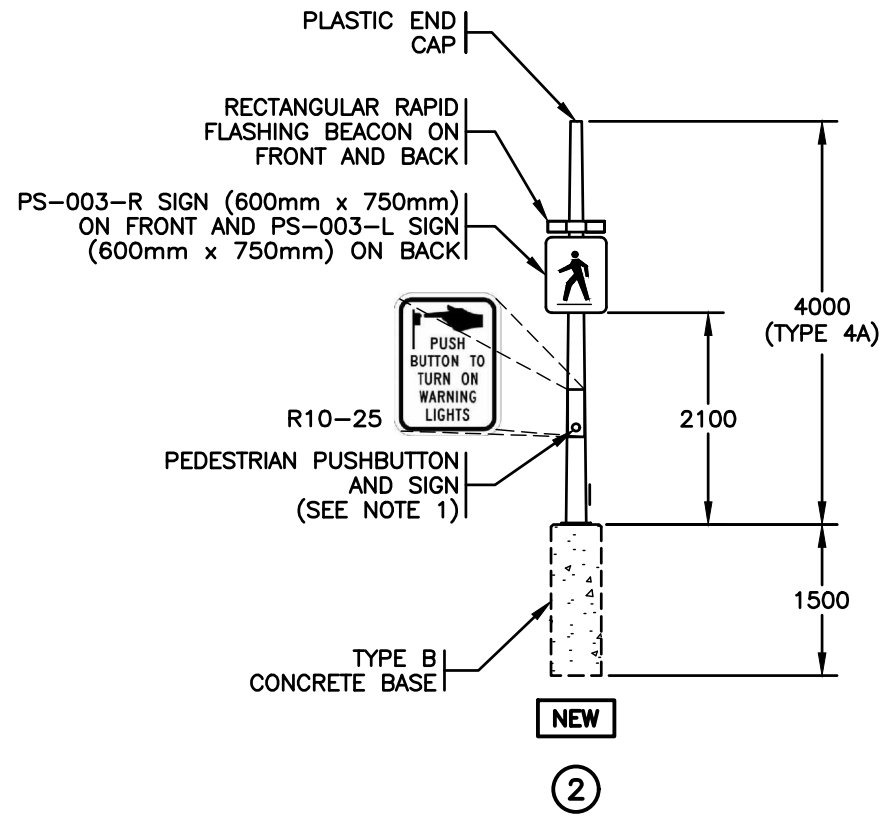 PLASTIC END
CAP
RECTANGULAR RAPID
FLASHING BEACON ON
FRONT AND BACK
PS-003-R SIGN (600mm x 750mm)
ON FRONT AND PS-003-L SIGN
(600mm x 750mm) ON BACK
4000
(TYPE 4A)
PUSH
BUTTON TO
TURN ON
WARNING
LIGHTS
R10-25
2100
PEDESTRIAN PUSHBUTTON
AND SIGN
(SEE NOTE 1)
1500
TYPE B
CONCRETE BASE
NEW
2